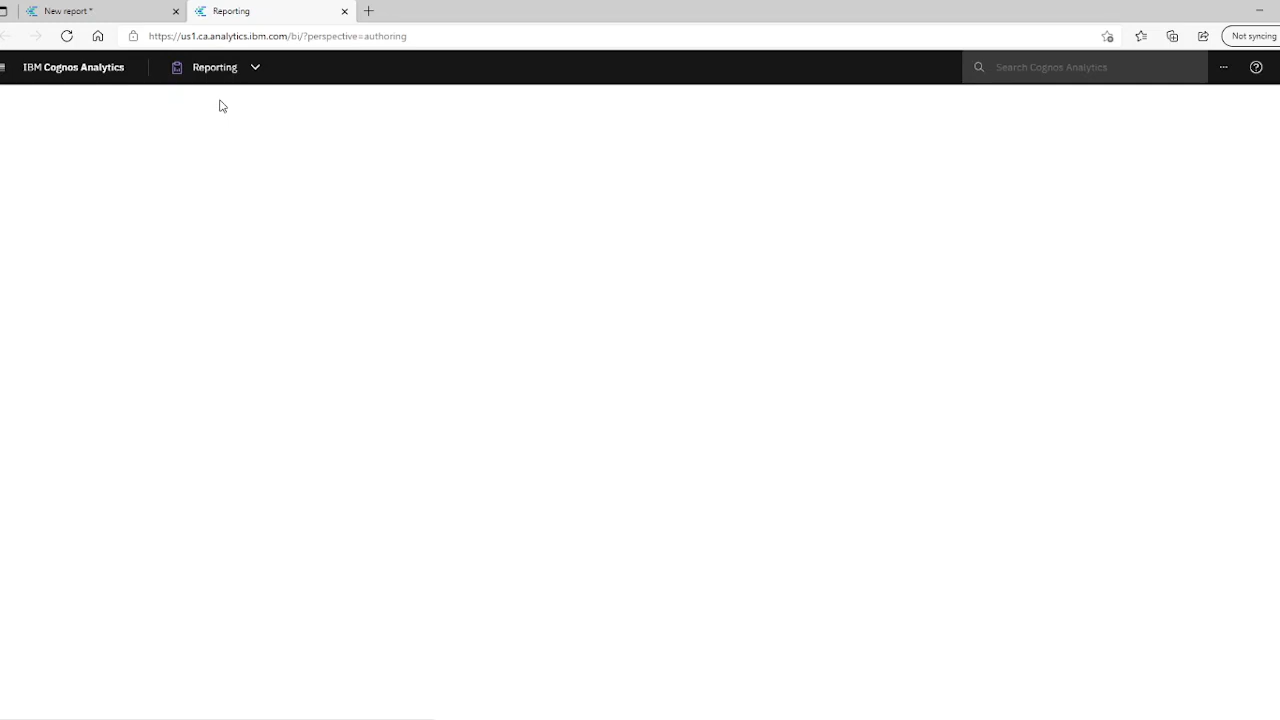 New report *
Reporting
https://us1.ca.analytics.ibm.com/bi/?perspective=authoring
Not syncing
IBM Cognos Analytics
Reporting
Search Cognos Analytics